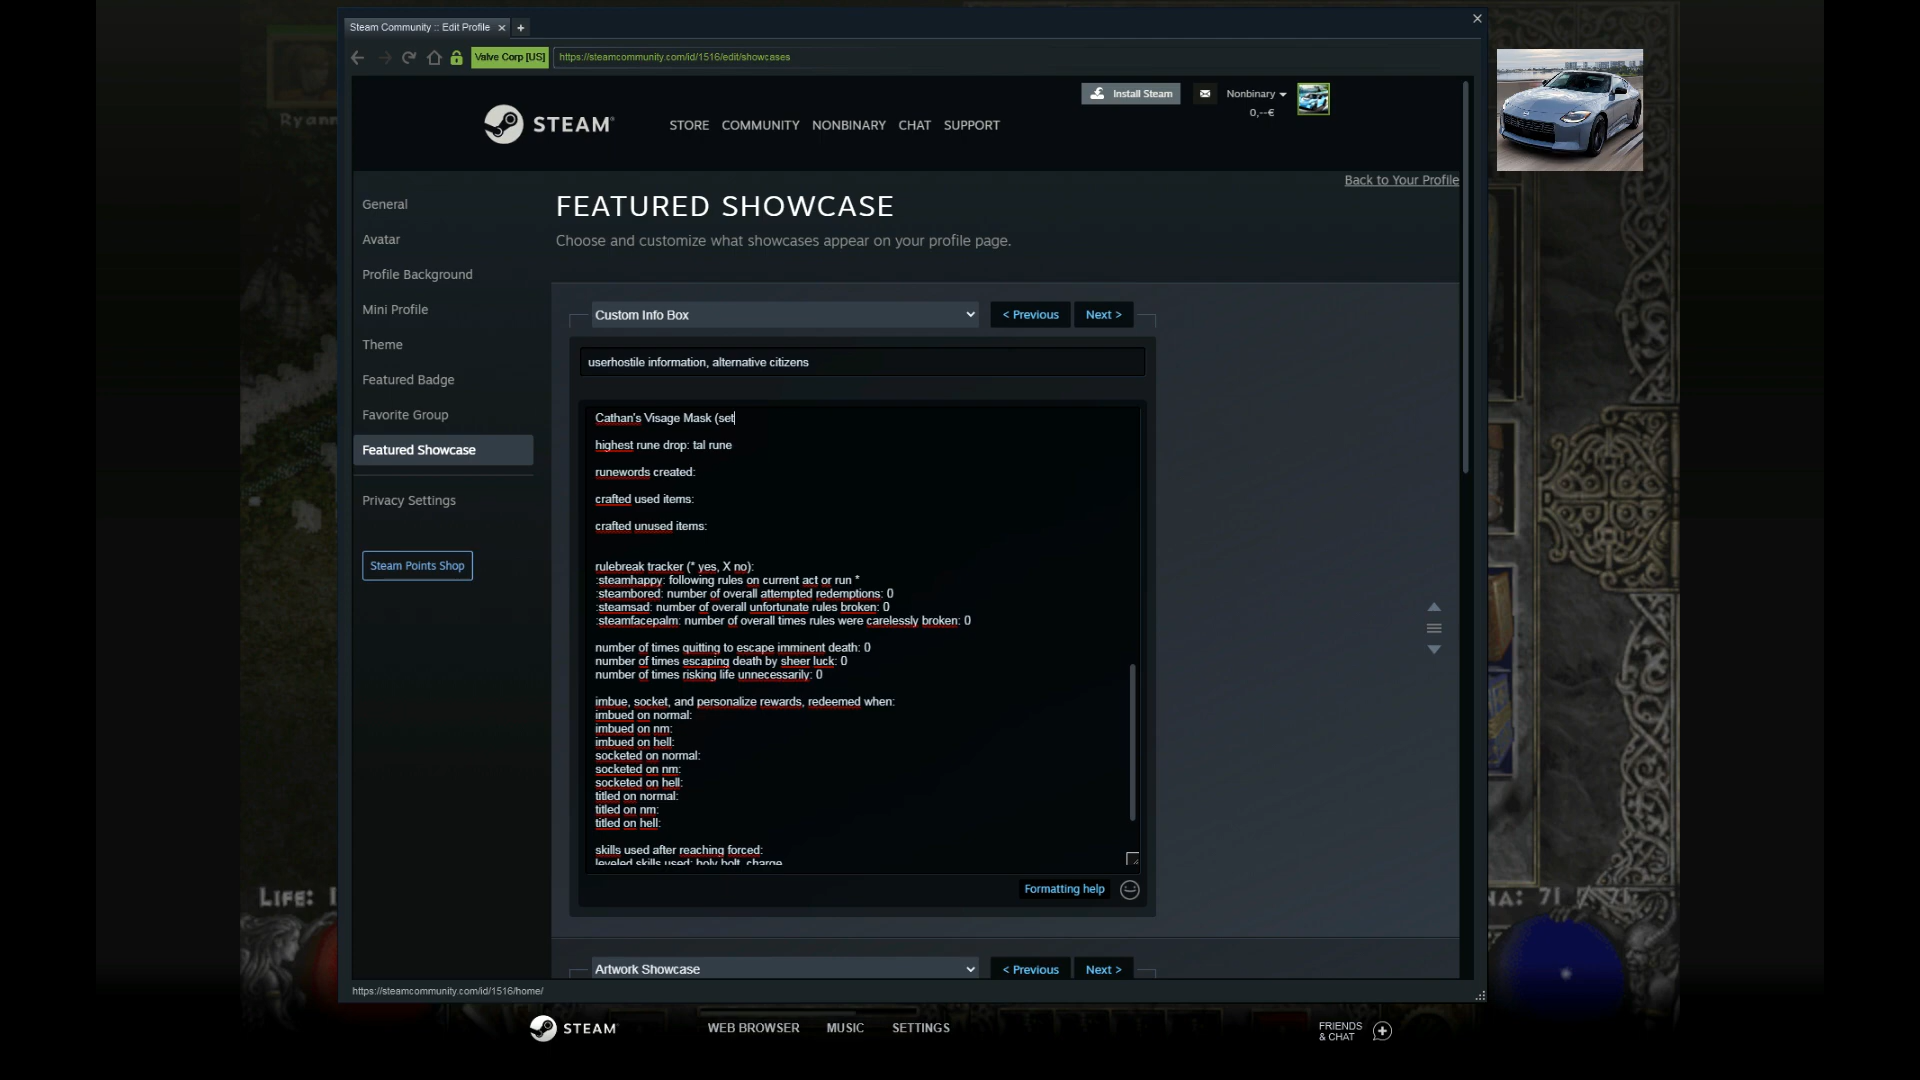 Steam Community :: Edit Profile
Valve Corp [US]
https://steamcommunity.com/id/1516/edit/showcases
Install Steam
Nonbinary
0,--€
STEAM
STORE
COMMUNITY
NONBINARY
CHAT
SUPPORT
Back to Your Profile
General
Avatar
Profile Background
Mini Profile
Theme
Featured Badge
Favorite Group
Featured Showcase
Privacy Settings
Steam Points Shop
FEATURED SHOWCASE
Choose and customize what showcases appear on your profile page.
Custom Info Box
< Previous
Next >
userhostile information, alternative citizens
Cathan's Visage Mask (set
highest rune drop: tal rune
runewords created:
crafted used items:
crafted unused items:
rulebreak tracker (* yes, X no):
:steamhappy: following rules on current act or run *
:steambored: number of overall attempted redemptions: 0
:steamsad: number of overall unfortunate rules broken: 0
:steamfacepalm: number of overall times rules were carelessly broken: 0
number of times quitting to escape imminent death: 0
number of times escaping death by sheer luck: 0
number of times risking life unnecessarily: 0
imbue, socket, and personalize rewards, redeemed when:
imbued on normal:
imbued on nm:
imbued on hell:
socketed on normal:
socketed on nm:
socketed on hell:
titled on normal:
titled on nm:
titled on hell:
skills used after reaching forced:
leveled skills used: holy bolt, charge
Formatting help
Artwork Showcase
< Previous
Next >
https://steamcommunity.com/id/1516/home/
STEAM
WEB BROWSER
MUSIC
SETTINGS
FRIENDS
& CHAT
LIFE: